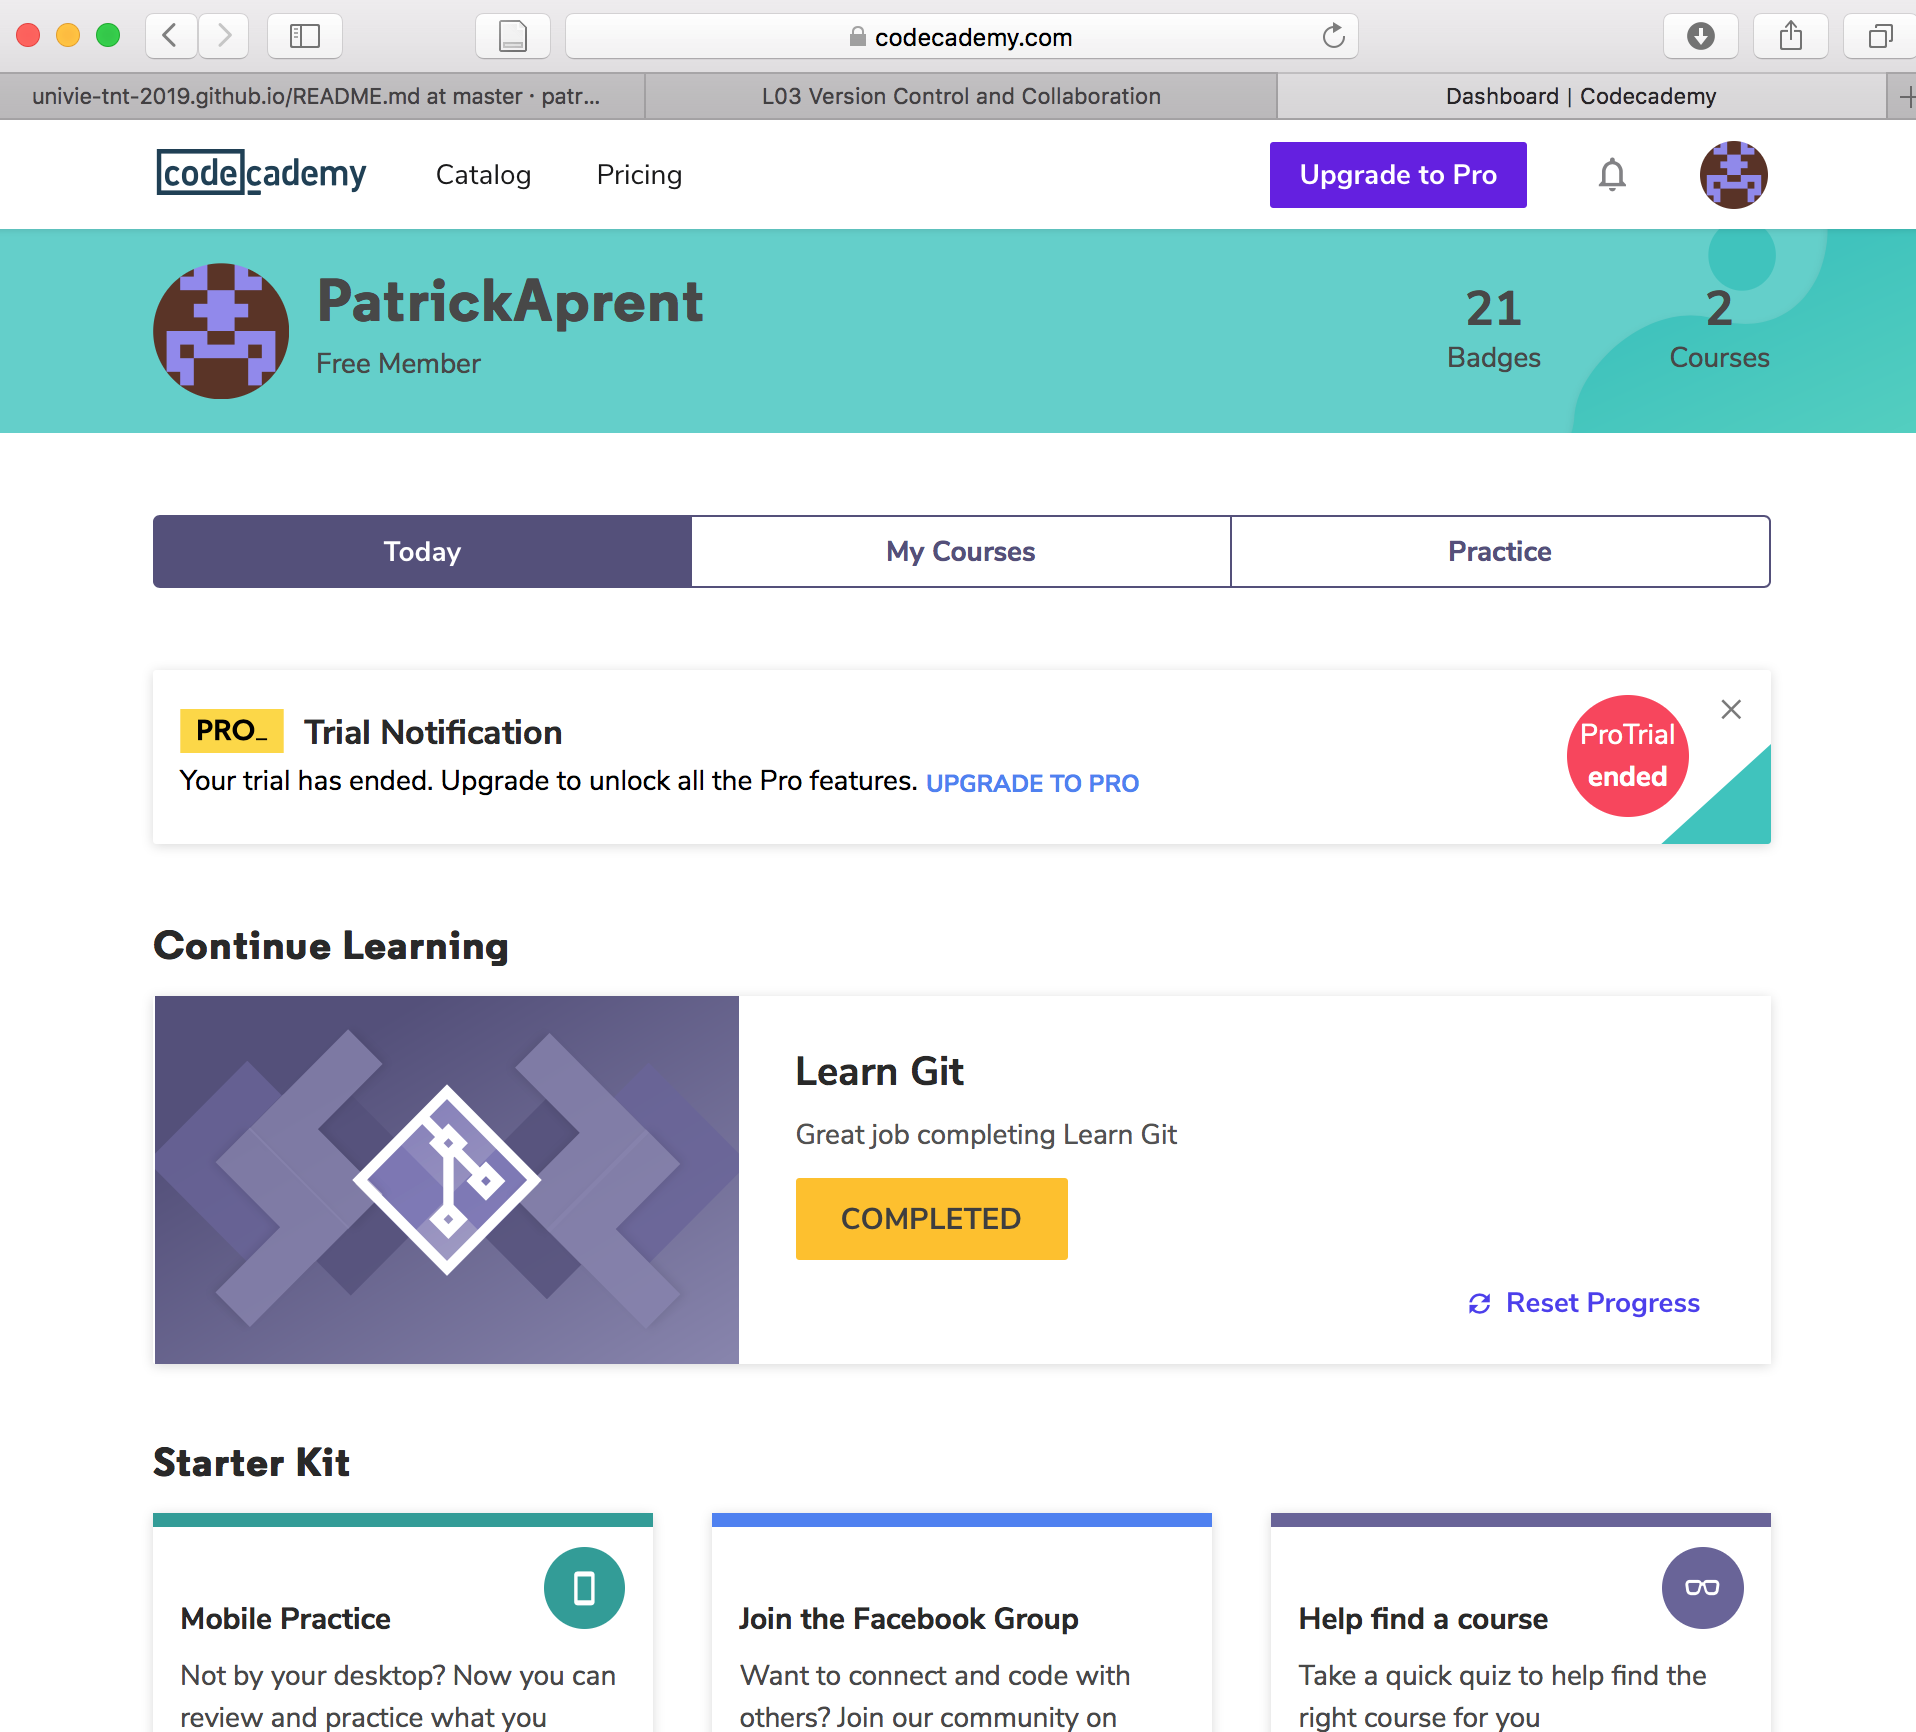 codecademy.com
univie-tnt-2019.github.io/README.md at master · patr...
L03 Version Control and Collaboration
Dashboard | Codecademy
codecademy
Catalog
Pricing
Upgrade to Pro
PatrickAprent
Free Member
21
Badges
2
Courses
Today
My Courses
Practice
PRO_ Trial Notification
Your trial has ended. Upgrade to unlock all the Pro features. UPGRADE TO PRO
ProTrial
ended
Continue Learning
Learn Git
Great job completing Learn Git
COMPLETED
Reset Progress
Starter Kit
Mobile Practice
Not by your desktop? Now you can
review and practice what you
Join the Facebook Group
Want to connect and code with
others? Join our community on
Help find a course
Take a quick quiz to help find the
right course for you